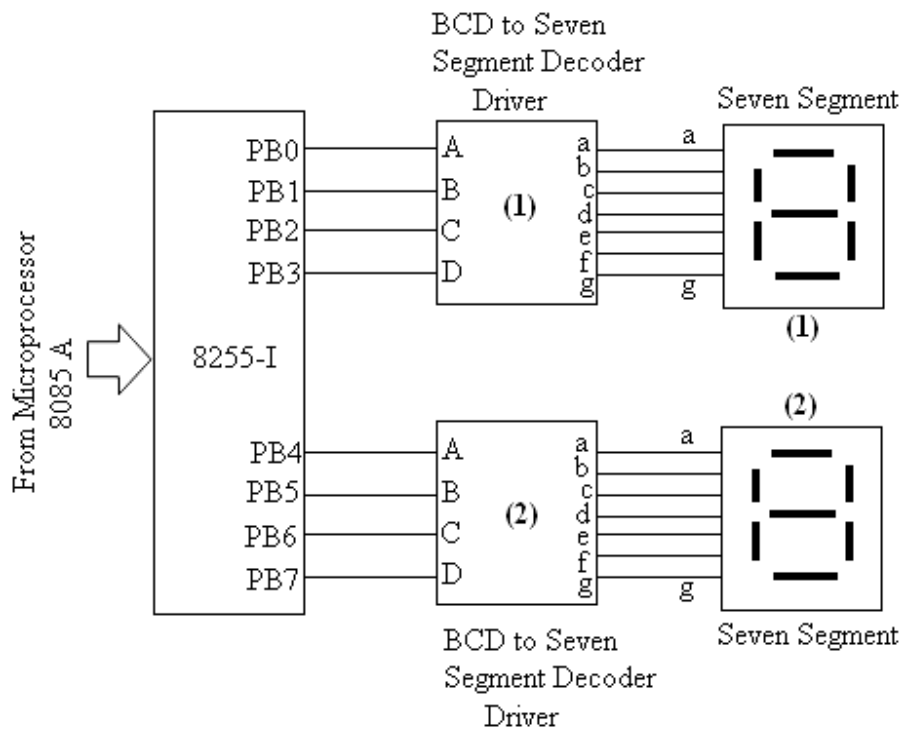 BCD to Seven
Segment Decoder
Driver
Seven Segment
From Microprocessor
8085 A
8255-I
PB0
PB1
PB2
PB3
A
B
C
D
(1)
a
b
c
d
e
f
g
a
g
(1)
PB4
PB5
PB6
PB7
A
B
C
D
(2)
a
b
c
d
e
f
g
a
g
(2)
Seven Segment
BCD to Seven
Segment Decoder
Driver